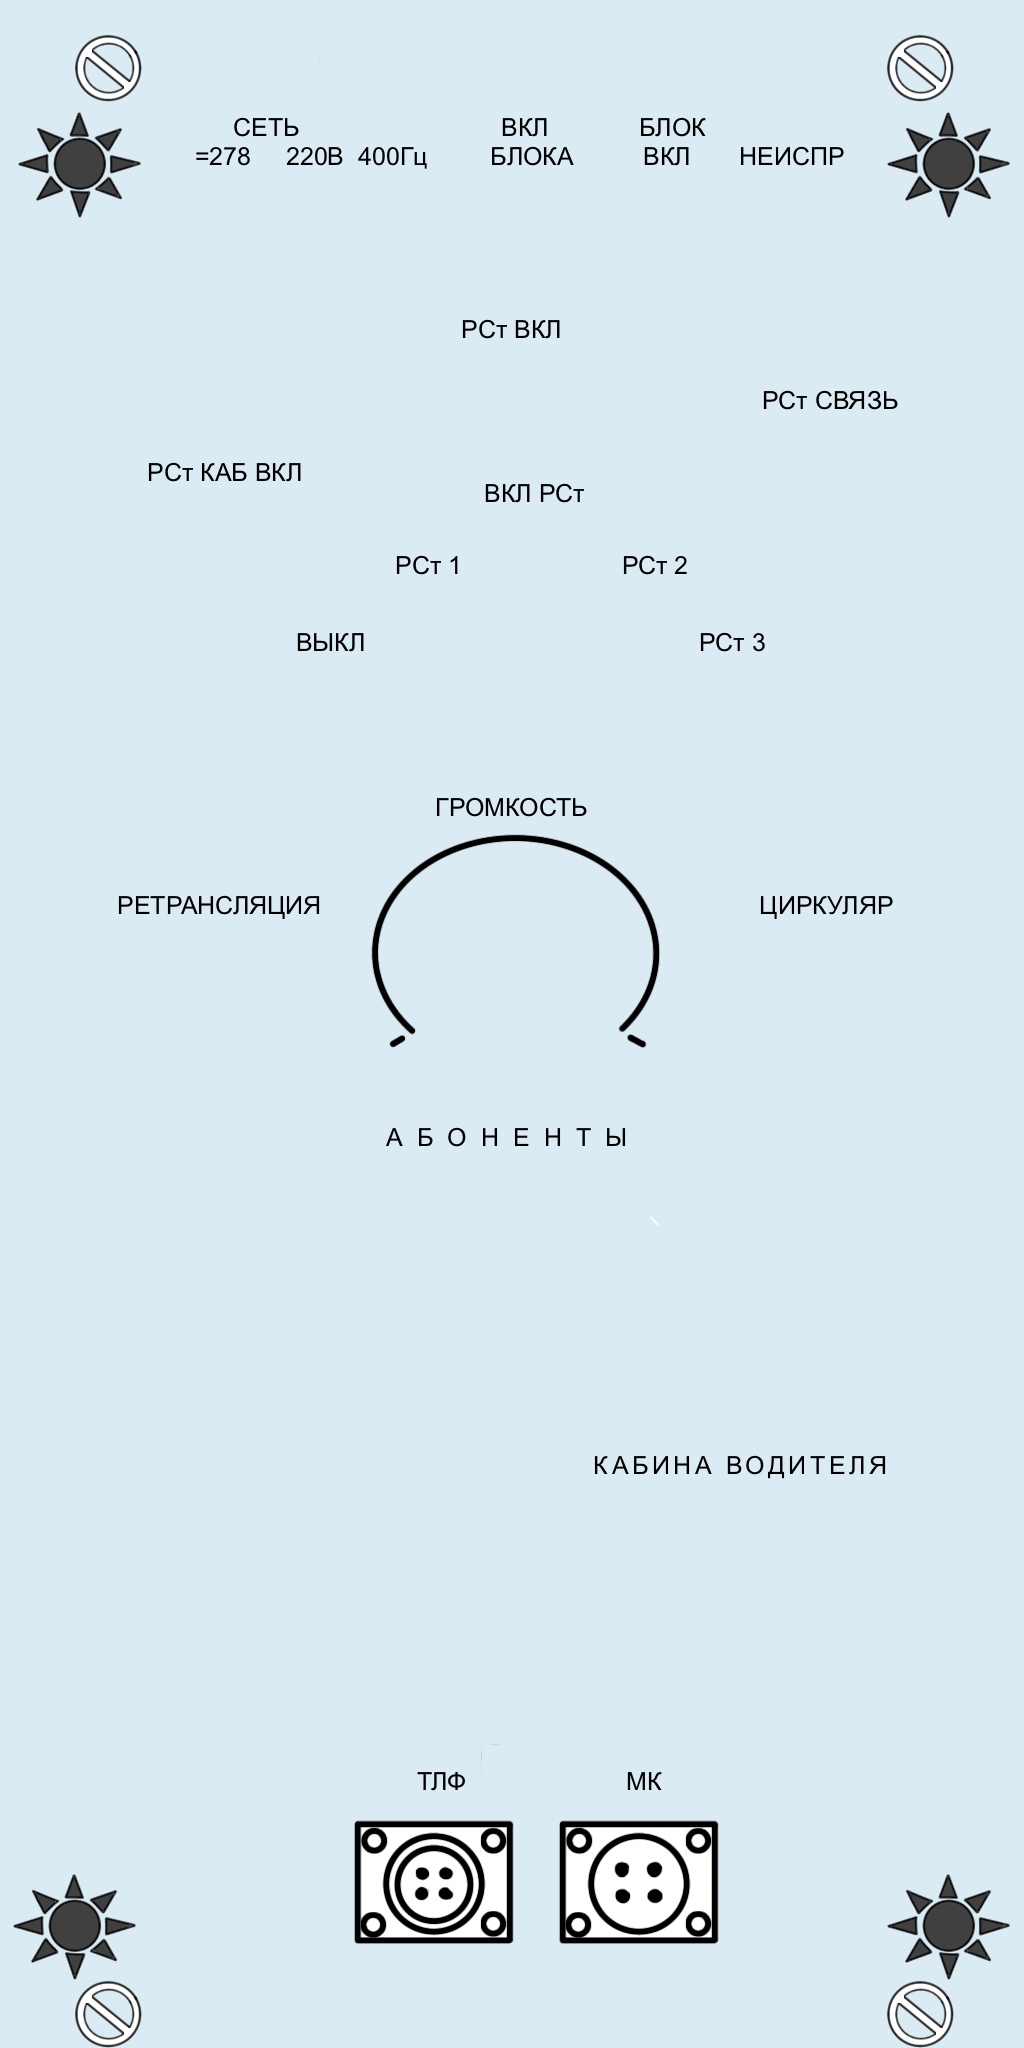 СЕТЬ ВКЛ БЛОК
=278 220В 400Гц БЛОКА ВКЛ НЕИСПР
РСт ВКЛ
РСт СВЯЗЬ
РСт КАБ ВКЛ
ВКЛ РСт
РСт 1 РСт 2
ВЫКЛ РСт 3
ГРОМКОСТЬ
РЕТРАНСЛЯЦИЯ ЦИРКУЛЯР
АБОНЕНТЫ
КАБИНА ВОДИТЕЛЯ
ТЛФ МК